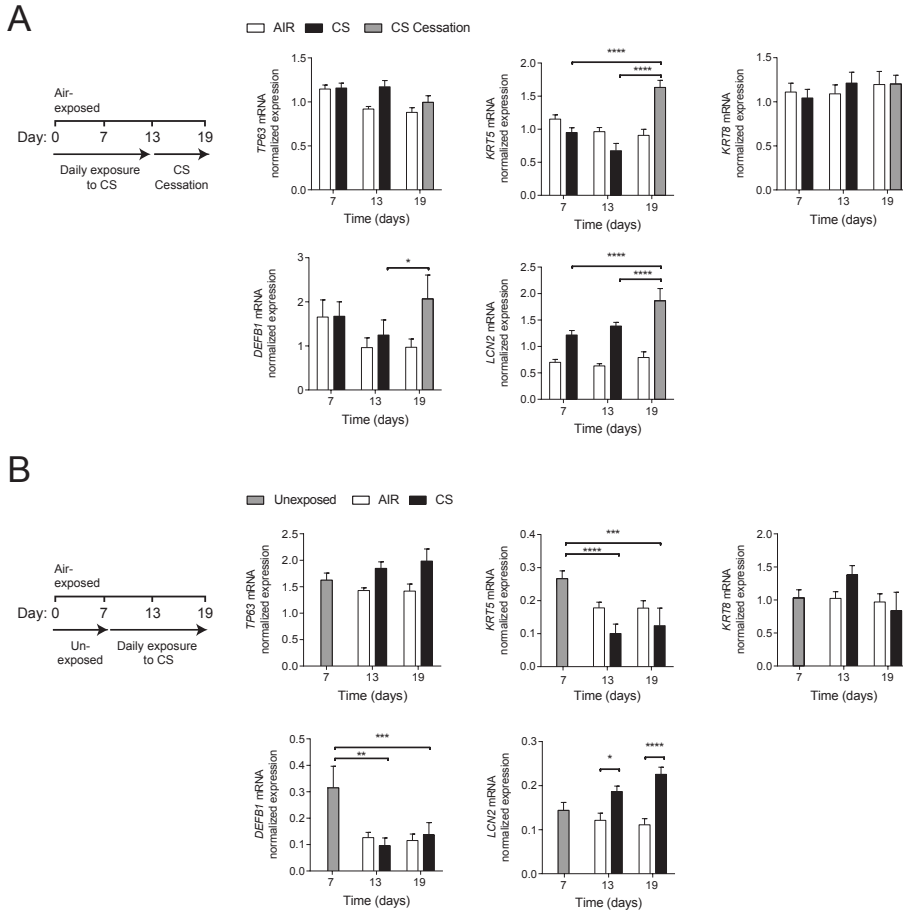 A
AIR CS CS Cessation
Air-
exposed
Day: 0 7 13 19
Daily exposure
to CS
CS
Cessation
TP63 mRNA
normalized expression
1.5
1.0
0.5
0.0
7 13 19
Time (days)
KRT5 mRNA
normalized expression
2.0
1.5
1.0
0.5
0.0
****
****
7 13 19
Time (days)
KRT8 mRNA
normalized expression
2.0
1.5
1.0
0.5
0.0
7 13 19
Time (days)
DEFB1 mRNA
normalized expression
3
2
1
0
*
7 13 19
Time (days)
LCN2 mRNA
normalized expression
2.5
2.0
1.5
1.0
0.5
0.0
****
****
7 13 19
Time (days)
B
Unexposed AIR CS
Air-
exposed
Day: 0 7 13 19
Un-
exposed
Daily exposure
to CS
TP63 mRNA
normalized expression
2.5
2.0
1.5
1.0
0.5
0.0
7 13 19
Time (days)
KRT5 mRNA
normalized expression
0.4
0.3
0.2
0.1
0.0
***
****
7 13 19
Time (days)
KRT8 mRNA
normalized expression
2.0
1.5
1.0
0.5
0.0
7 13 19
Time (days)
DEFB1 mRNA
normalized expression
0.5
0.4
0.3
0.2
0.1
0.0
***
**
7 13 19
Time (days)
LCN2 mRNA
normalized expression
0.3
0.2
0.1
0.0
*
****
7 13 19
Time (days)